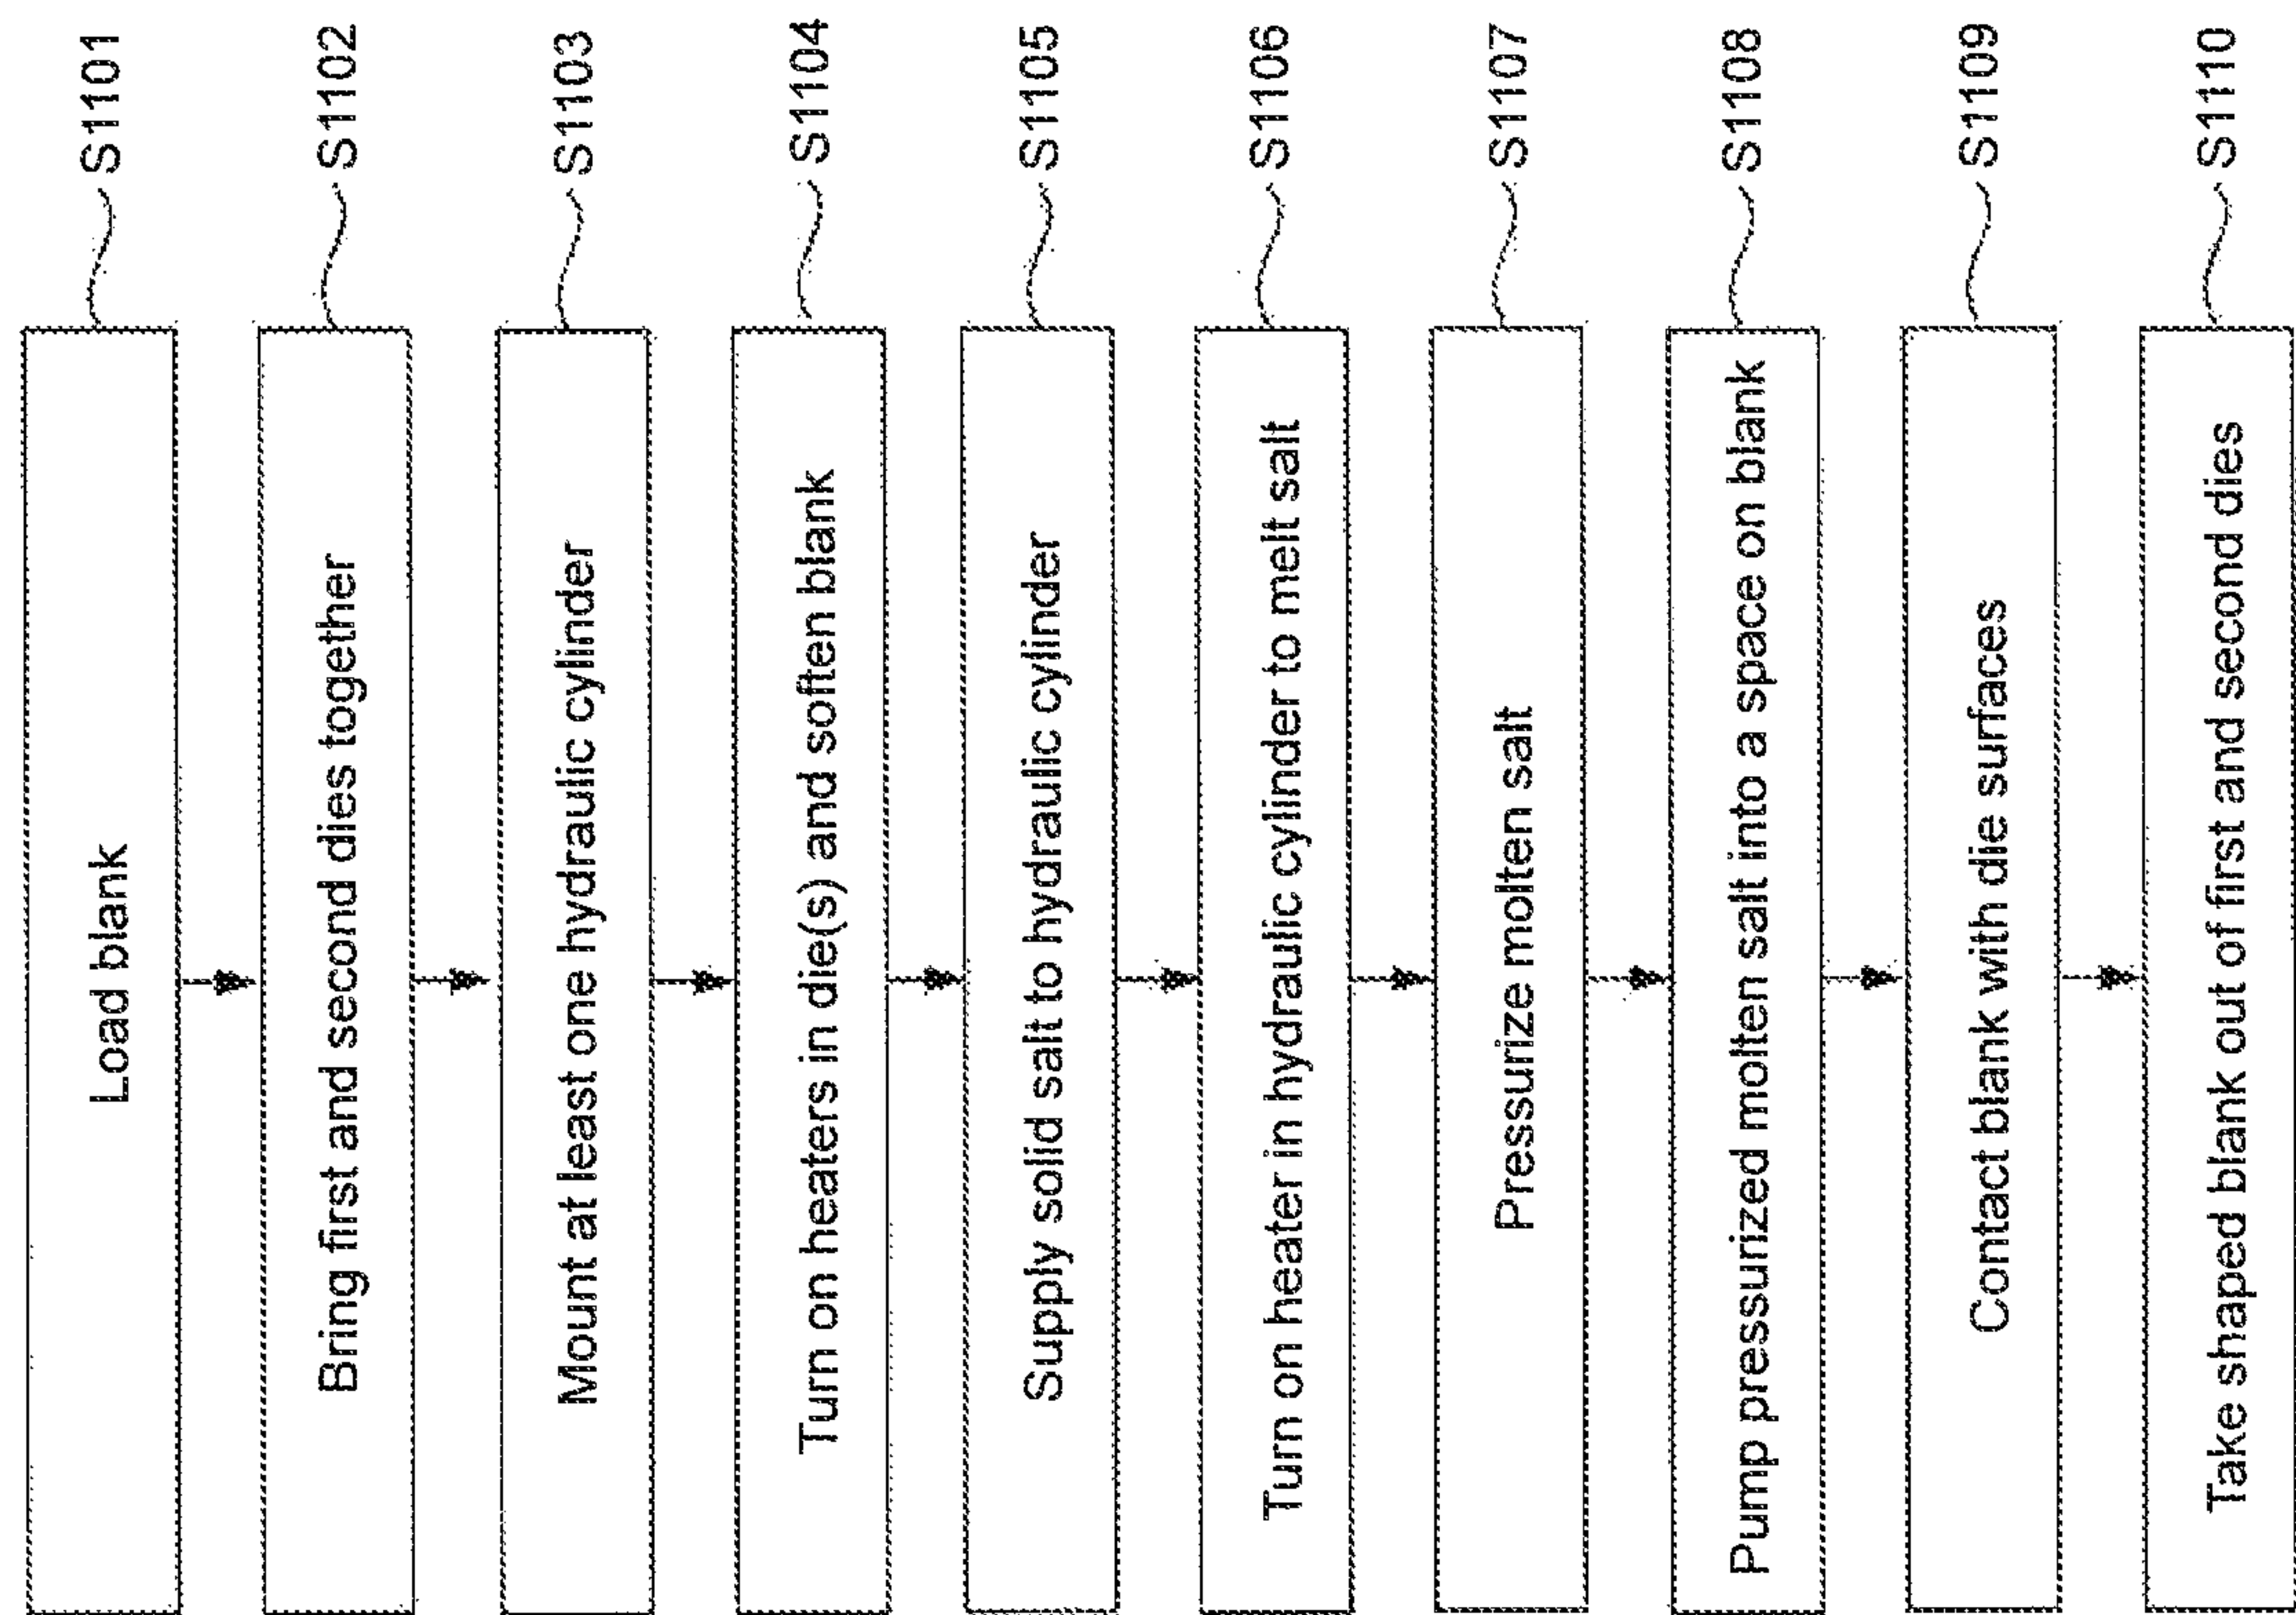 Load blank
S1101
Bring first and second dies together
S1102
Mount at least one hydraulic cylinder
S1103
Turn on heaters in die(s) and soften blank
S1104
Supply solid salt to hydraulic cylinder
S1105
Turn on heater in hydraulic cylinder to melt salt
S1106
Pressurize molten salt
S1107
Pump pressurized molten salt into a space on blank
S1108
Contact blank with die surfaces
S1109
Take shaped blank out of first and second dies
S1110